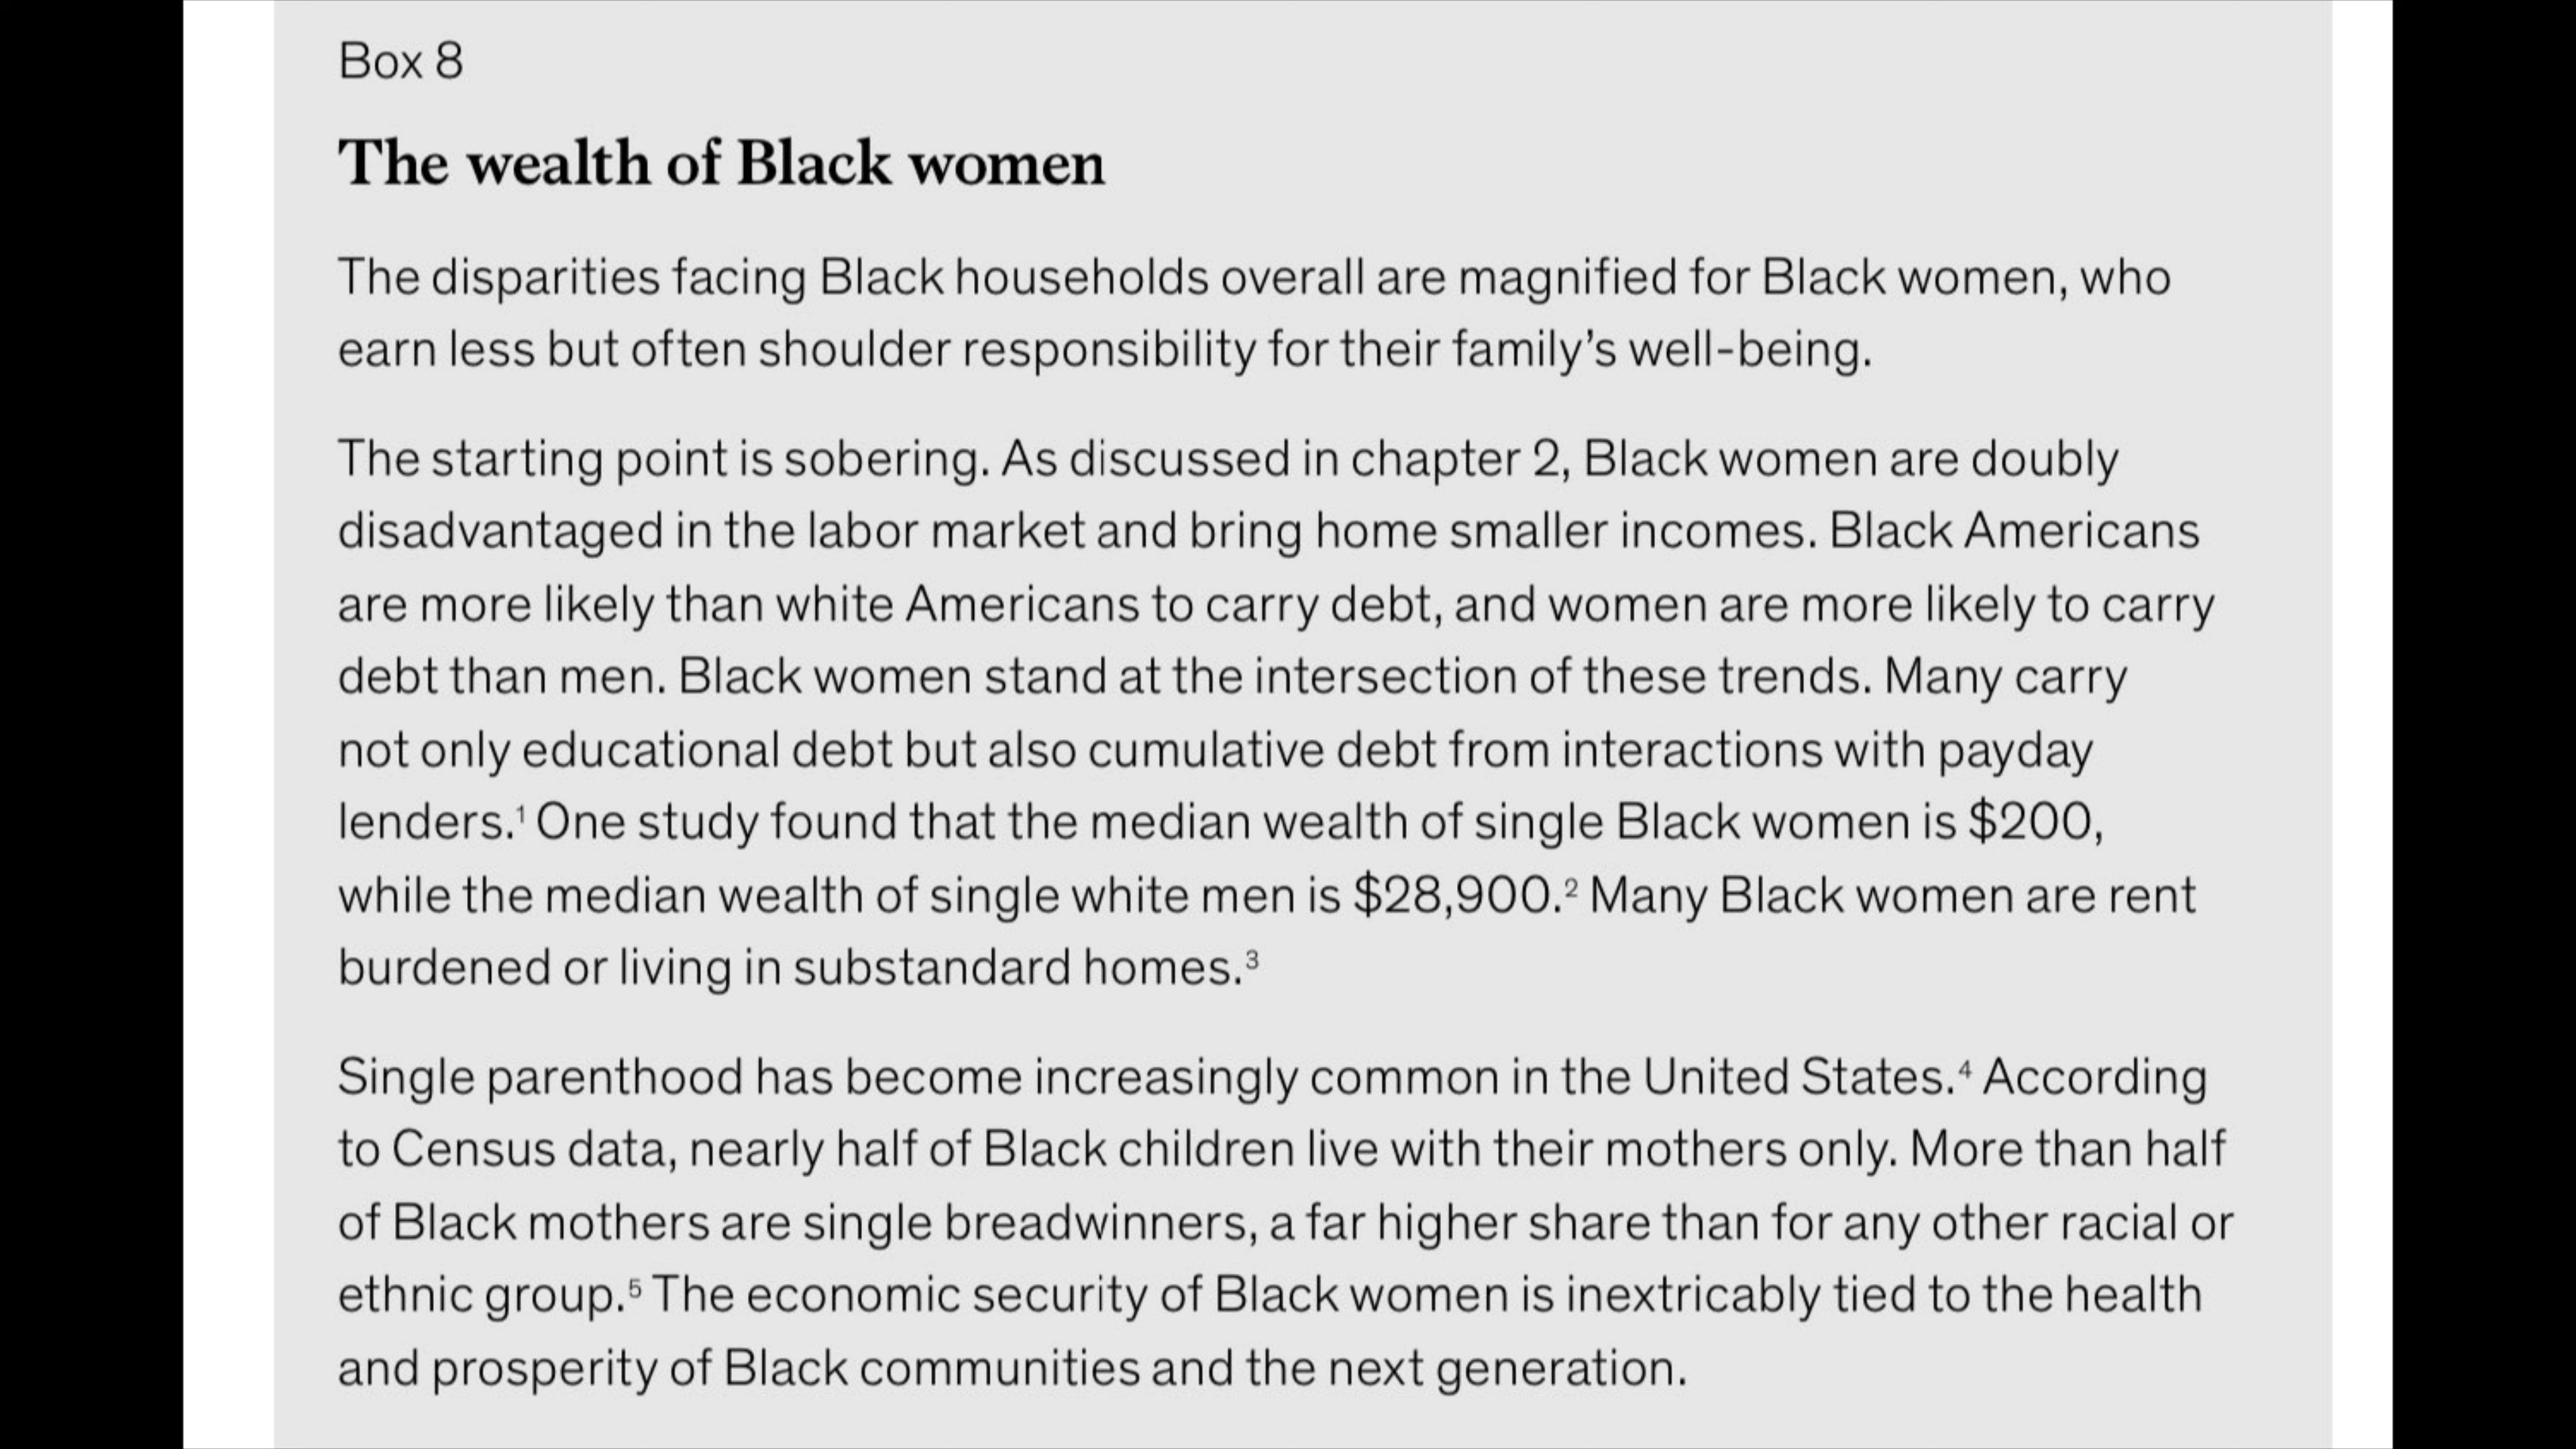 Box 8
The wealth of Black women
The disparities facing Black households overall are magnified for Black women, who
earn less but often shoulder responsibility for their family’s well-being.
The starting point is sobering. As discussed in chapter 2, Black women are doubly
disadvantaged in the labor market and bring home smaller incomes. Black Americans
are more likely than white Americans to carry debt, and women are more likely to carry
debt than men. Black women stand at the intersection of these trends. Many carry
not only educational debt but also cumulative debt from interactions with payday
lenders.¹ One study found that the median wealth of single Black women is $200,
while the median wealth of single white men is $28,900.² Many Black women are rent
burdened or living in substandard homes.³
Single parenthood has become increasingly common in the United States.⁴ According
to Census data, nearly half of Black children live with their mothers only. More than half
of Black mothers are single breadwinners, a far higher share than for any other racial or
ethnic group.⁵ The economic security of Black women is inextricably tied to the health
and prosperity of Black communities and the next generation.